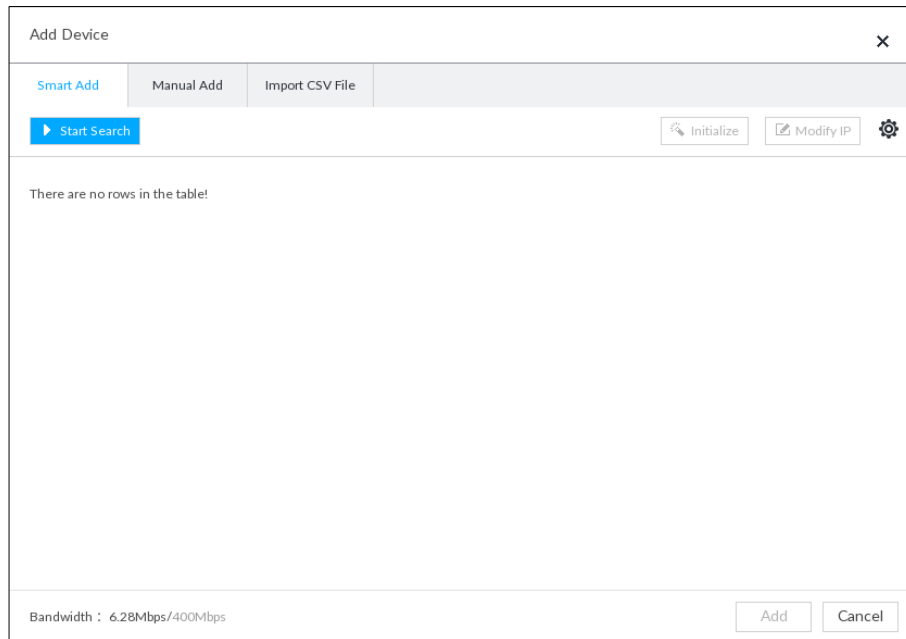 Add Device
Smart Add Manual Add Import CSV File
Start Search Initialize Modify IP
There are no rows in the table!
Bandwidth : 6.28Mbps/400Mbps Add Cancel